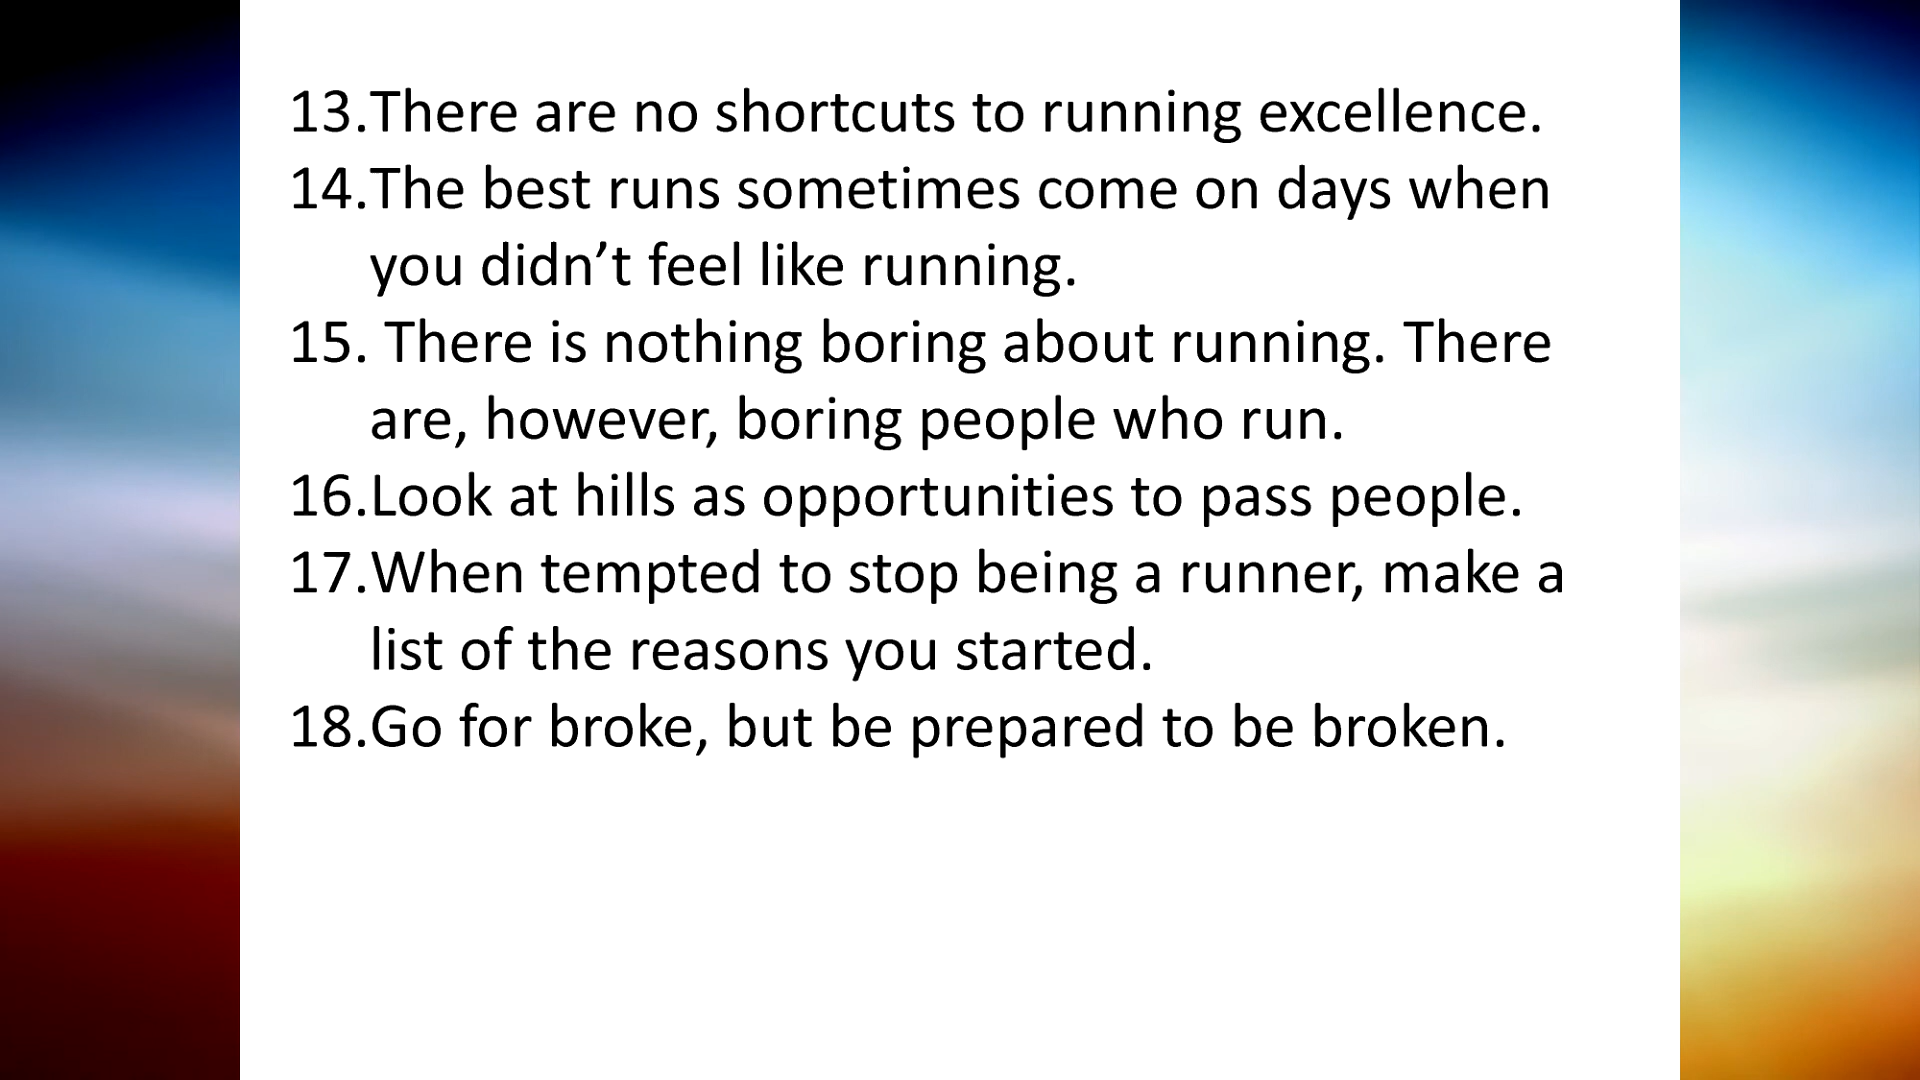 13.There are no shortcuts to running excellence.
14.The best runs sometimes come on days when
you didn’t feel like running.
15. There is nothing boring about running. There
are, however, boring people who run.
16.Look at hills as opportunities to pass people.
17.When tempted to stop being a runner, make a
list of the reasons you started.
18.Go for broke, but be prepared to be broken.